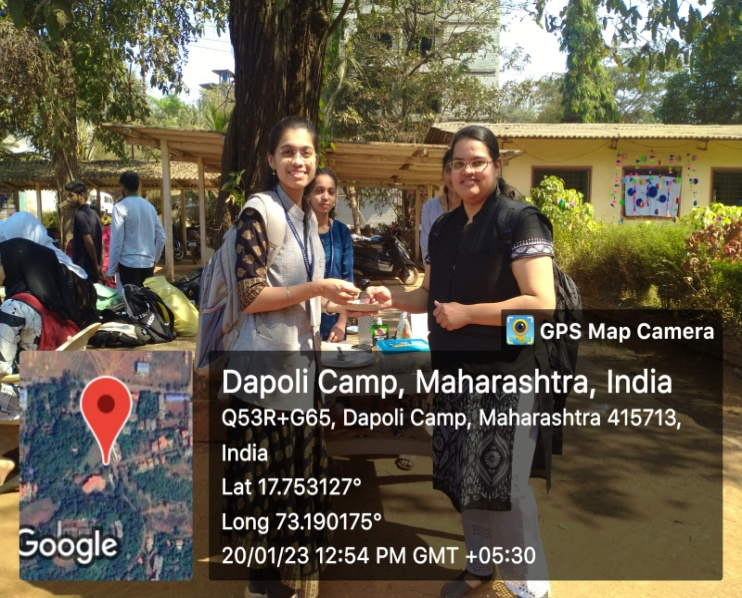 GPS Map Camera
Dapoli Camp, Maharashtra, India
Q53R+G65, Dapoli Camp, Maharashtra 415713,
India
Lat 17.753127°
Long 73.190175°
20/01/23 12:54 PM GMT +05:30
Google